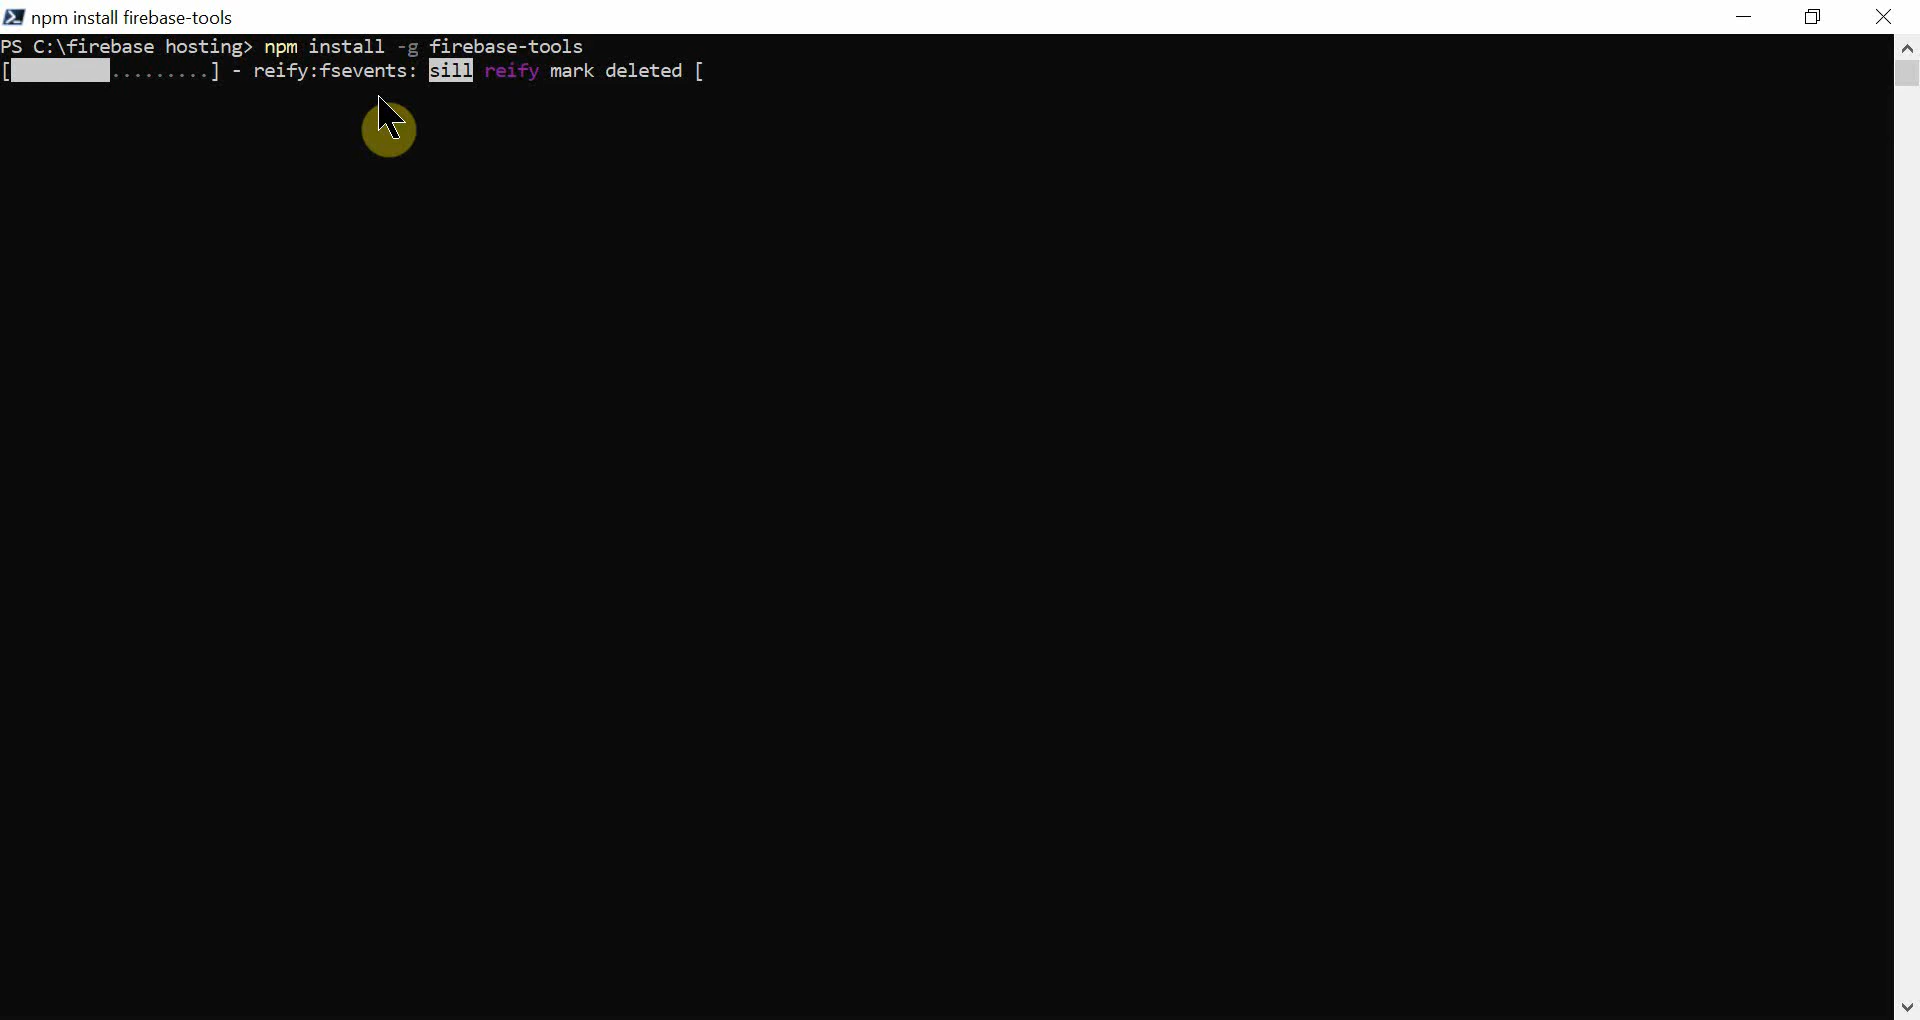 npm install firebase-tools
PS C:\firebase hosting> npm install -g firebase-tools
[         .........] - reify:fsevents: sill reify mark deleted [